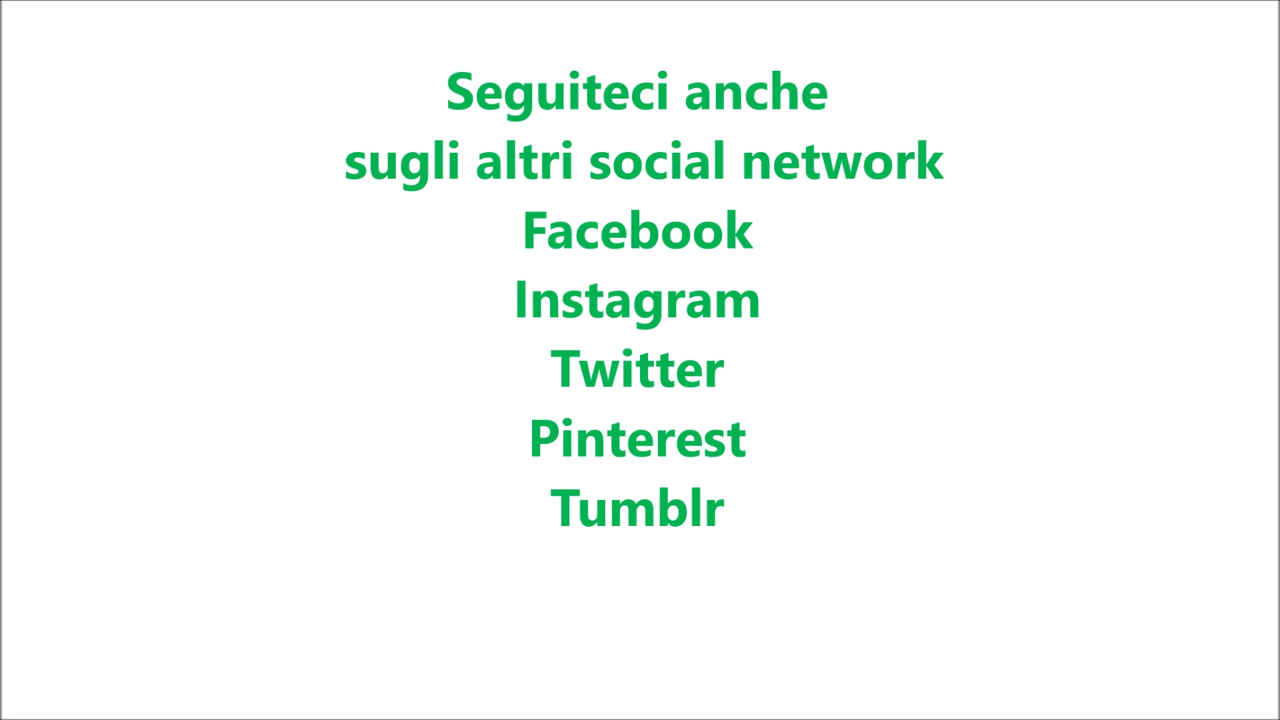 Seguiteci anche
sugli altri social network
Facebook
Instagram
Twitter
Pinterest
Tumblr